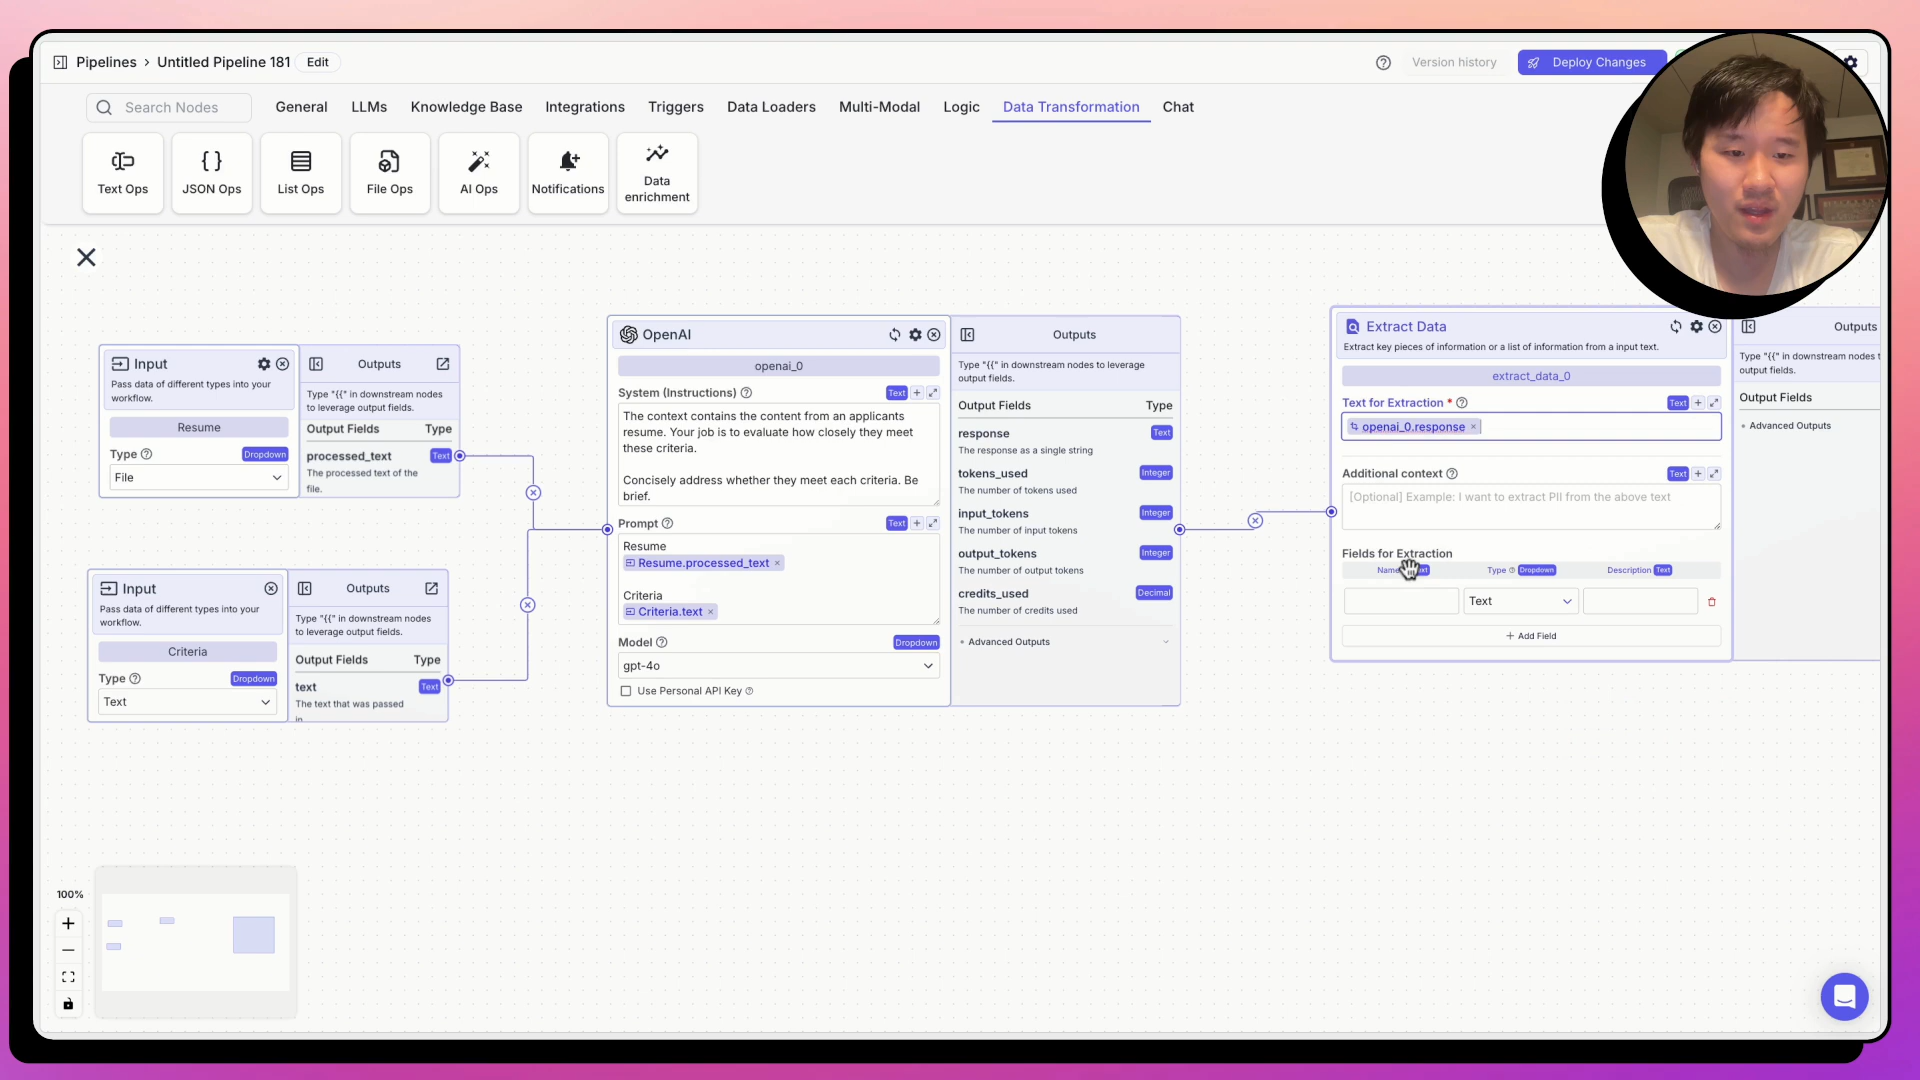 Pipelines › Untitled Pipeline 181 Edit
Version history
Deploy Changes
Search Nodes
General
LLMs
Knowledge Base
Integrations
Triggers
Data Loaders
Multi-Modal
Logic
Data Transformation
Chat
Text Ops
JSON Ops
List Ops
File Ops
AI Ops
Notifications
Data
enrichment
Input
Pass data of different types into your
workflow.
Resume
Type
Dropdown
File
Outputs
Type "{{" in downstream nodes
to leverage output fields.
Output Fields Type
processed_text Text
The processed text of the
file.
Input
Pass data of different types into your
workflow.
Criteria
Type
Dropdown
Text
Outputs
Type "{{" in downstream nodes
to leverage output fields.
Output Fields Type
text Text
The text that was passed
in.
OpenAI
openai_0
System (Instructions) Text
The context contains the content from an applicants
resume. Your job is to evaluate how closely they meet
these criteria.
Concisely address whether they meet each criteria. Be
brief.
Prompt Text
Resume
Resume.processed_text
Criteria
Criteria.text
Model Dropdown
gpt-4o
Use Personal API Key
Outputs
Type "{{" in downstream nodes to leverage
output fields.
Output Fields Type
response Text
The response as a single string
tokens_used Integer
The number of tokens used
input_tokens Integer
The number of input tokens
output_tokens Integer
The number of output tokens
credits_used Decimal
The number of credits used
Advanced Outputs
Extract Data
Extract key pieces of information or a list of information from a input text.
extract_data_0
Text for Extraction * Text
openai_0.response
Additional context Text
[Optional] Example: I want to extract PII from the above text
Fields for Extraction
Type Dropdown
Description Text
Text
+ Add Field
Outputs
Type "{{" in downstream nodes
output fields.
Output Fields
Advanced Outputs
100%